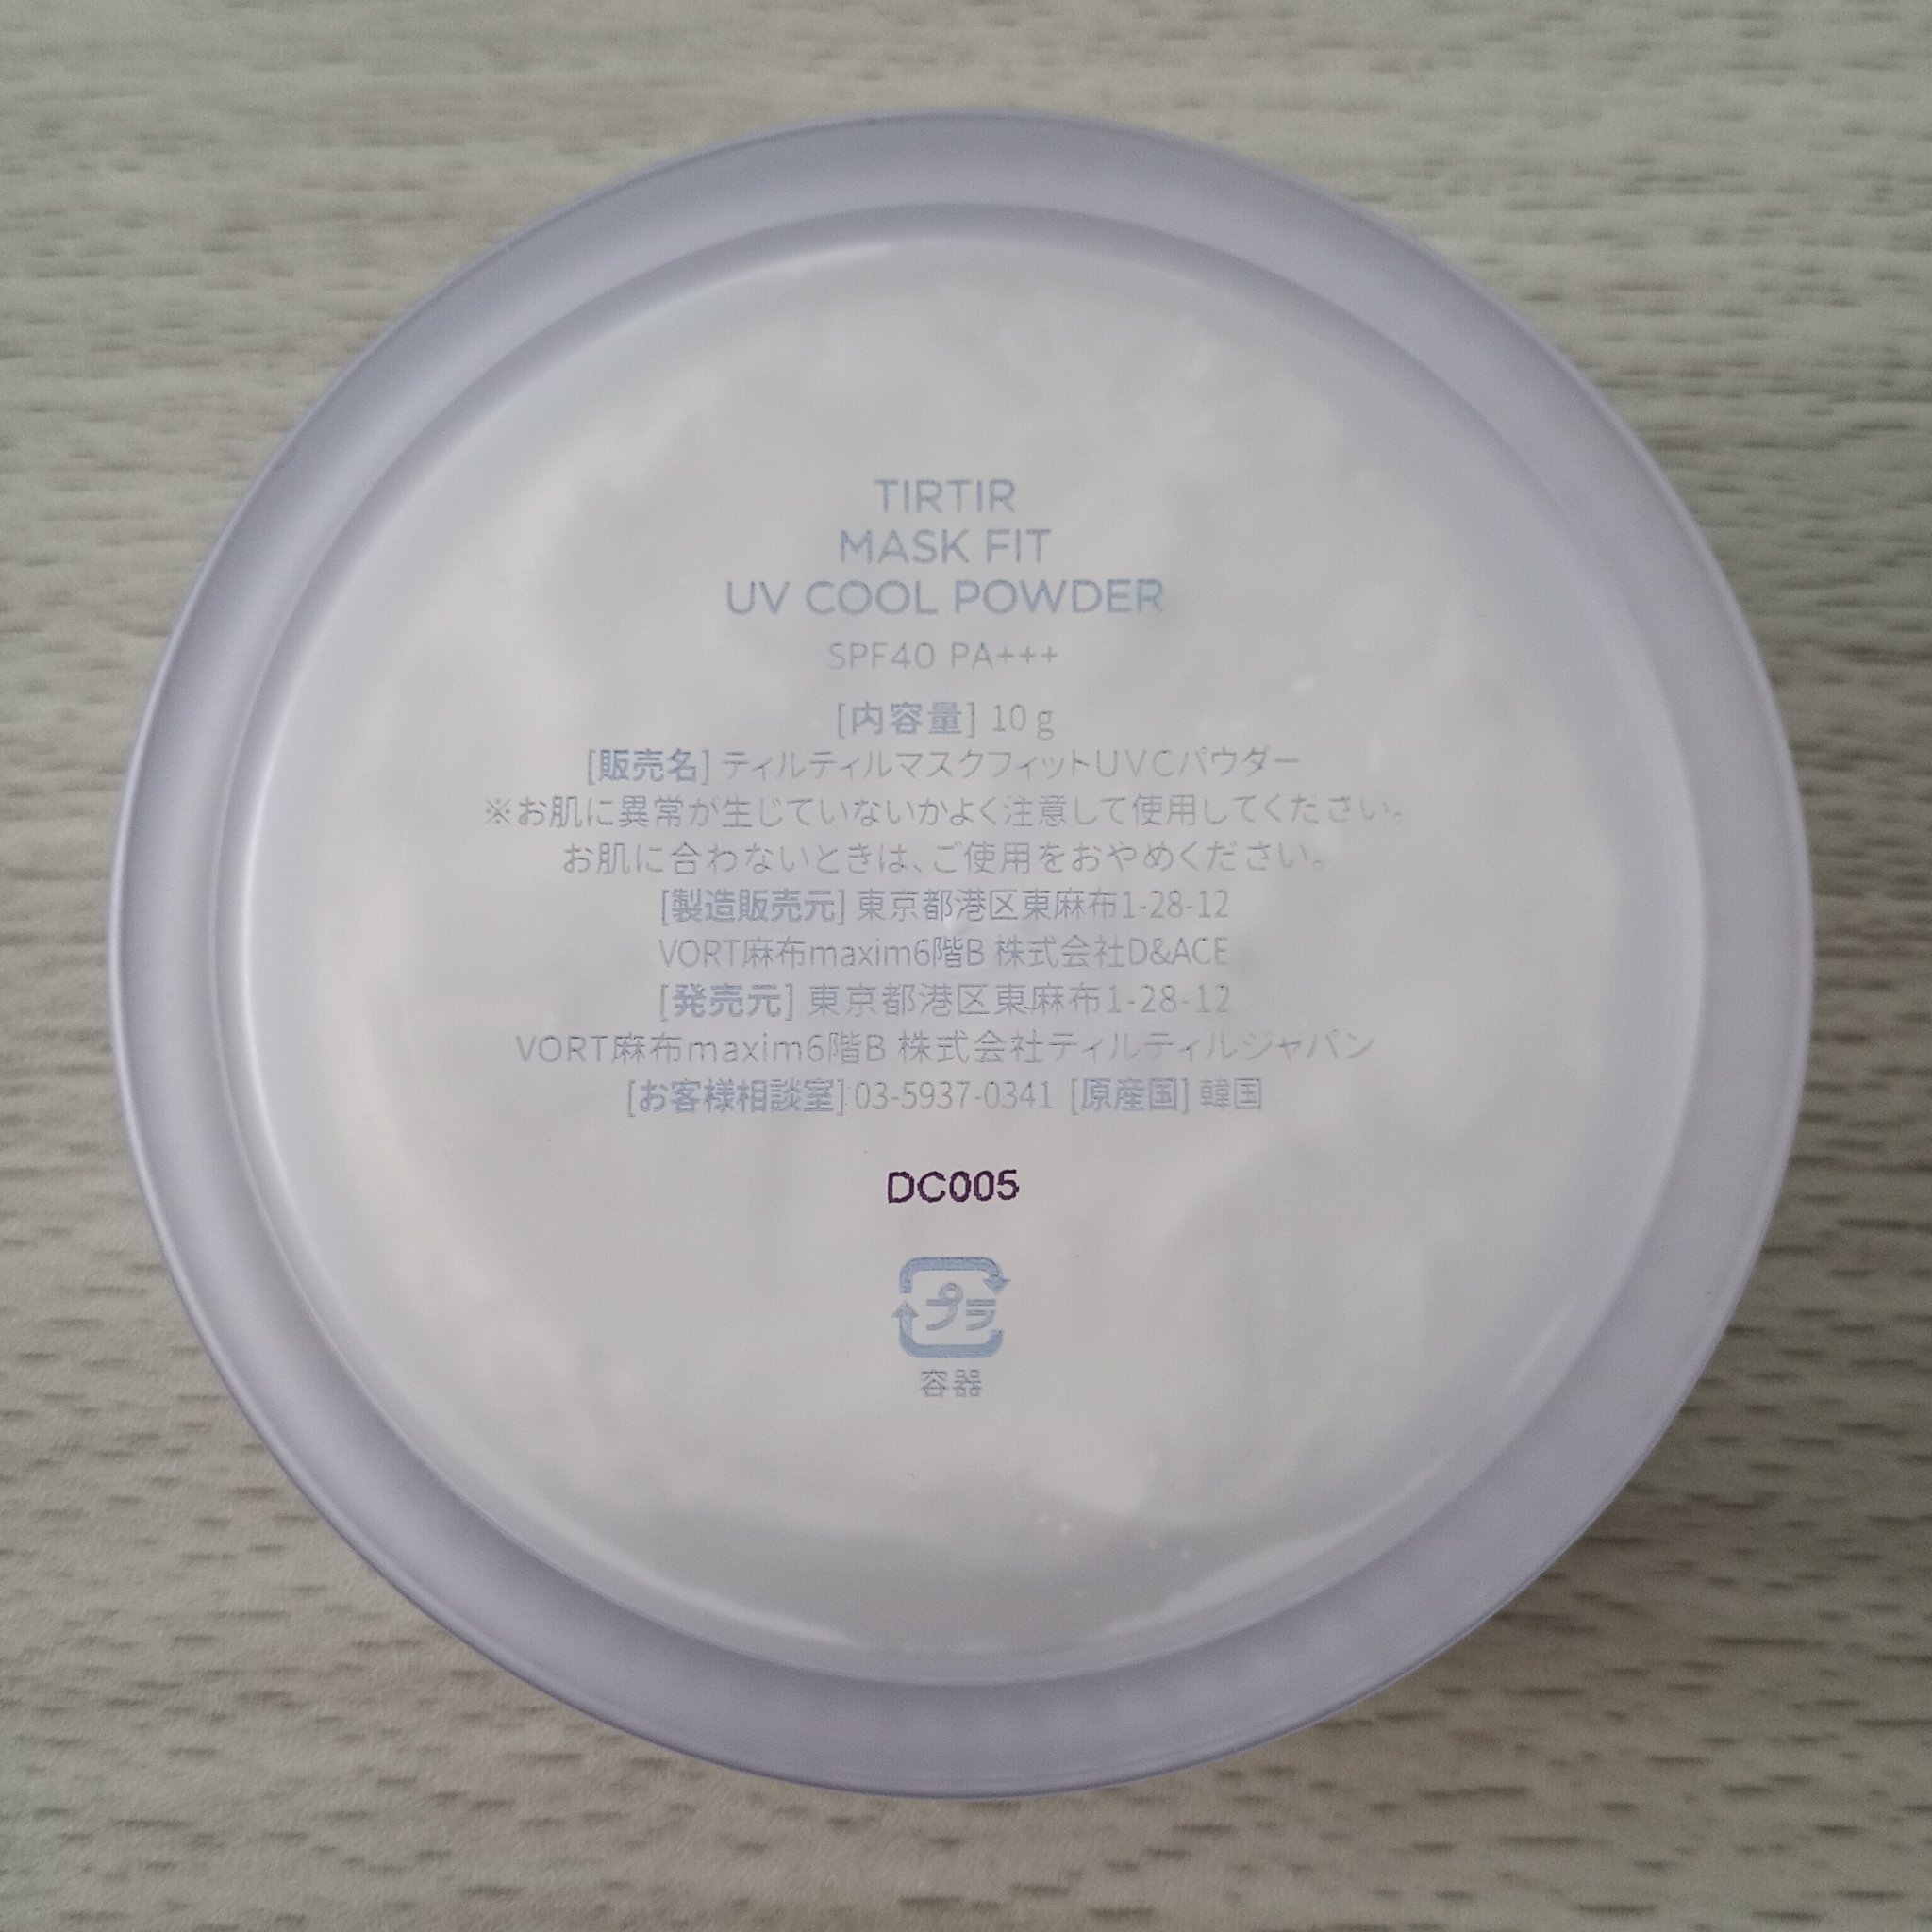 TIRTIR
MASK FIT
UV COOL POWDER
SPF40 PA+++
[内容量] 10 g
[販売名] ティルティルマスクフィットUVCパウダー
※お肌に異常が生じていないかよく注意して使用してください。
お肌に合わないときは、ご使用をおやめください。
[製造販売元] 東京都港区東麻布1-28-12
VORT麻布maxim6階B 株式会社D&ACE
[発売元] 東京都港区東麻布1-28-12
VORT麻布maxim6階B 株式会社ティルティルジャパン
[お客様相談室] 03-5937-0341 [原産国] 韓国
DC005
プラ
容器